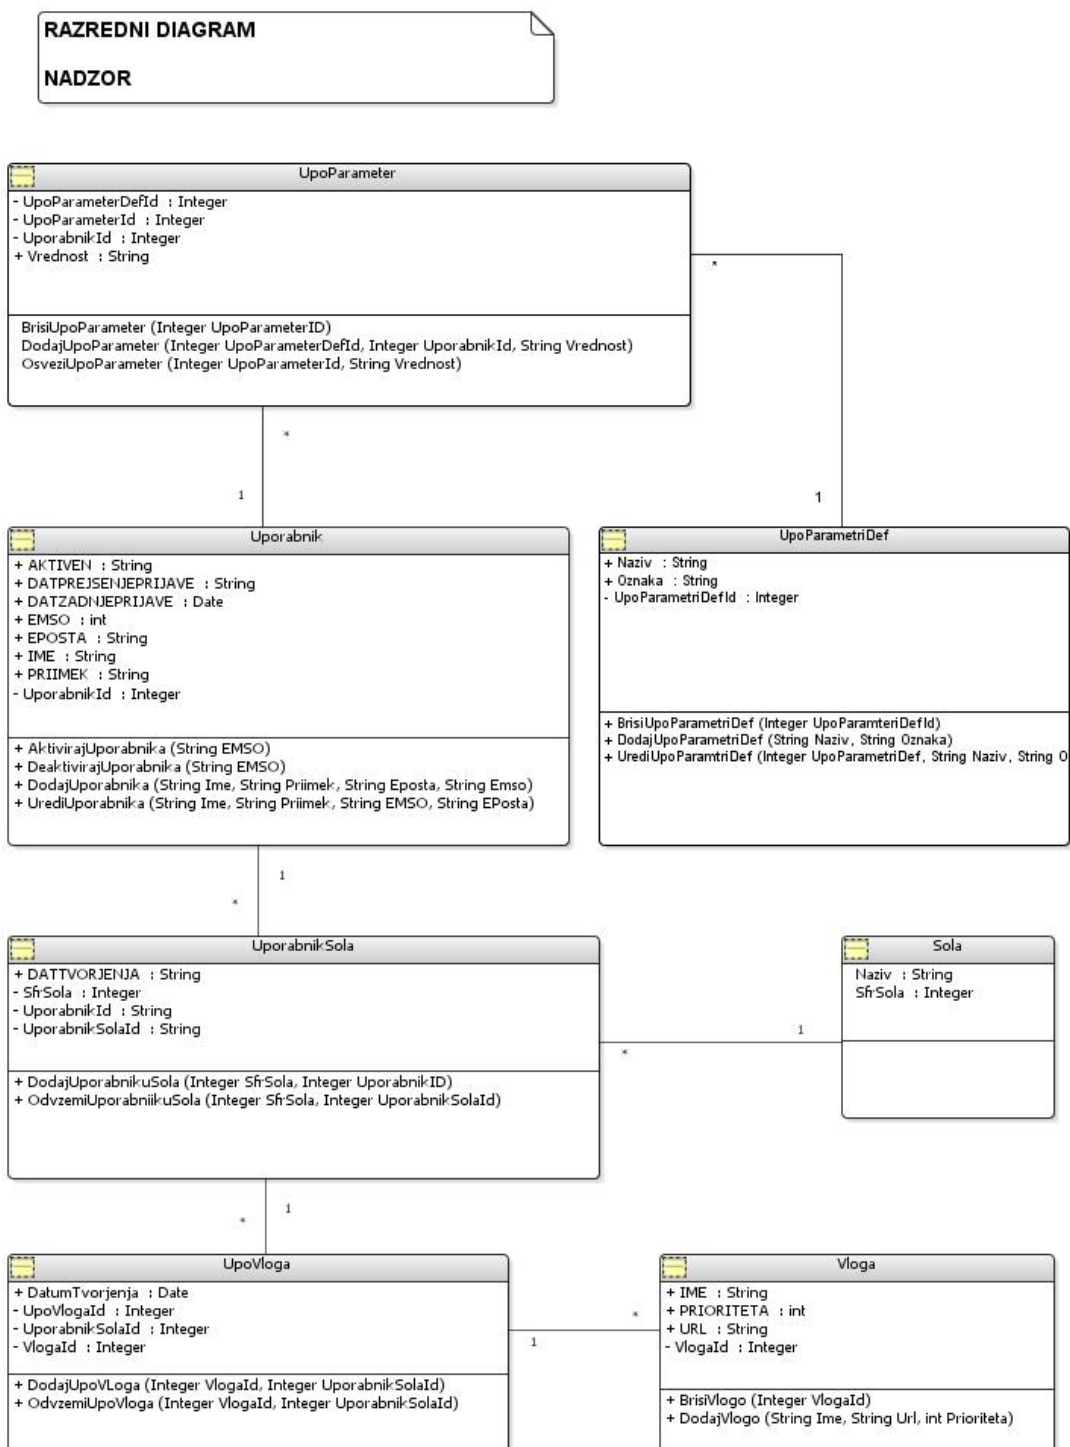 RAZREDNI DIAGRAM
NADZOR
UpoParameter
- UpoParameterDefId : Integer
- UpoParameterId : Integer
- UporabnikId : Integer
+ Vrednost : String
BrisiUpoParameter (Integer UpoParameterID)
DodajUpoParameter (Integer UpoParameterDefId, Integer UporabnikId, String Vrednost)
OsveziUpoParameter (Integer UpoParameterId, String Vrednost)
*
*
1
1
Uporabnik
+ AKTIVEN : String
+ DATPREJSENJEPRIJAVE : String
+ DATZADNJEPRIJAVE : Date
+ EMSO : int
+ EPOSTA : String
+ IME : String
+ PRIIMEK : String
- UporabnikId : Integer
+ AktivirajUporabnika (String EMSO)
+ DeaktivirajUporabnika (String EMSO)
+ DodajUporabnika (String Ime, String Priimek, String Eposta, String Emso)
+ UrediUporabnika (String Ime, String Priimek, String EMSO, String EPosta)
UpoParametriDef
+ Naziv : String
+ Oznaka : String
- UpoParametriDefId : Integer
+ BrisiUpoParametriDef (Integer UpoParamteriDefId)
+ DodajUpoParametriDef (String Naziv, String Oznaka)
+ UrediUpoParamtriDef (Integer UpoParametriDef, String Naziv, String O
1
*
UporabnikSola
+ DATTVORJENJA : String
- SfrSola : Integer
- UporabnikId : String
- UporabnikSolaId : String
+ DodajUporabnikuSola (Integer SfrSola, Integer UporabnikID)
+ OdvzemiUporabniikuSola (Integer SfrSola, Integer UporabnikSolaId)
1
*
Sola
Naziv : String
SfrSola : Integer
1
*
UpoVloga
+ DatumTvorjenja : Date
- UpoVlogaId : Integer
- UporabnikSolaId : Integer
- VlogaId : Integer
+ DodajUpoVLoga (Integer VlogaId, Integer UporabnikSolaId)
+ OdvzemiUpoVloga (Integer VlogaId, Integer UporabnikSolaId)
*
1
Vloga
+ IME : String
+ PRIORITETA : int
+ URL : String
- VlogaId : Integer
+ BrisiVlogo (Integer VlogaId)
+ DodajVlogo (String Ime, String Url, int Prioriteta)